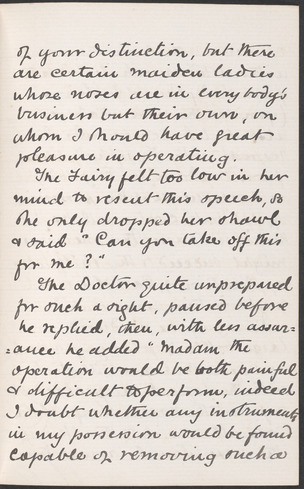 of your distinction, but there
are certain maiden ladies
whose noses are in everybody's
business but their own, on
whom I should have great
pleasure in operating.
The Fairy felt too low in her
mind to resent this speech, so
she only dropped her shawl
& said "Can you take off this
for me?"
The Doctor quite unprepared
for such a sight, paused before
he replied, then, with less assur-
=ance he added "Madam the
operation would be both painful
& difficult to perform, indeed
I doubt whether any instruments
in my possession would be found
capable of removing such a